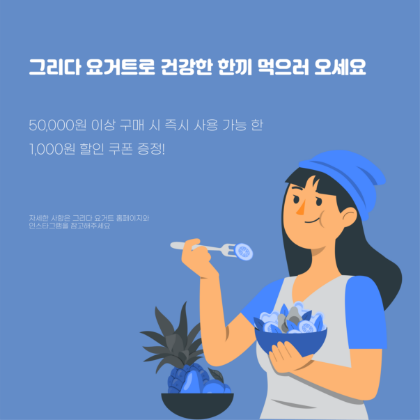 그리다 요거트로 건강한 한끼 먹으러 오세요
50,000원 이상 구매 시 즉시 사용 가능 한
1,000원 할인 쿠폰 증정!
자세한 사항은 그리다 요거트 홈페이지와
인스타그램을 참고해주세요